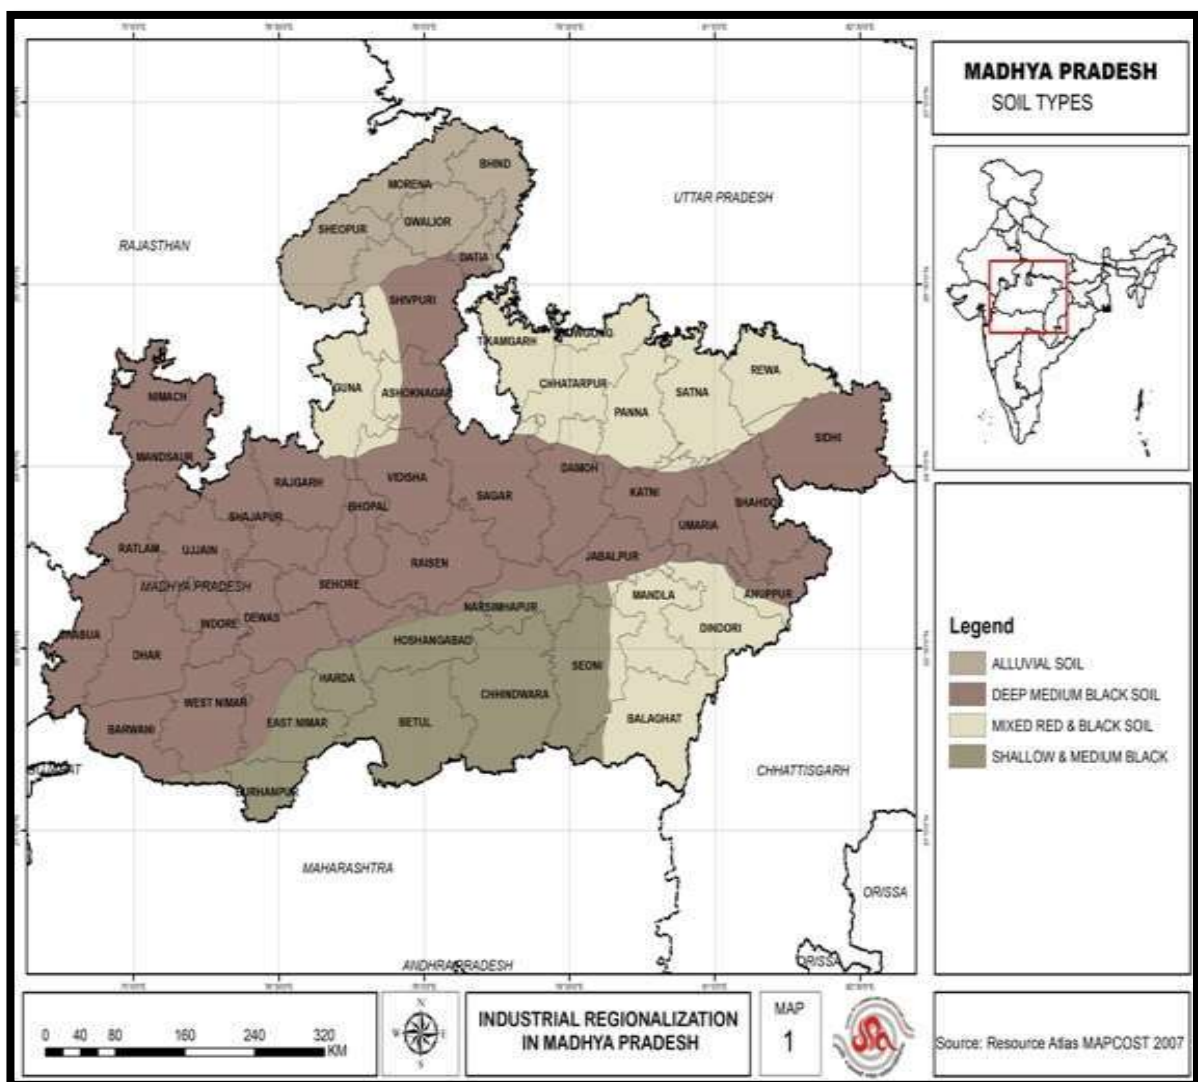 MADHYA PRADESH
SOIL TYPES
UTTAR PRADESH
RAJASTHAN
BHIND
MORENA
GWALIOR
SHEOPUR
DATIA
SHIVPURI
TIKAMGARH
GUNA
ASHOKNAGAR
CHHATARPUR
PANNA
SATNA
REWA
SIDHI
NIMACH
MANDSAUR
RAJGARH
VIDISHA
SAGAR
DAMOH
KATNI
SHAHDOL
SHAJAPUR
BHOPAL
UMARIA
RATLAM
UJJAIN
RAISEN
JABALPUR
MADHYA PRADESH
SEHORE
NARSIMHAPUR
MANDLA
ANUPPUR
INDORE
DEWAS
DINDORI
DHAR
HOSHANGABAD
HARDA
SEONI
WEST NIMAR
EAST NIMAR
BETUL
CHHINDWARA
BALAGHAT
BARWANI
BURHANPUR
CHHATTISGARH
MAHARASHTRA
ORISSA
ORISSA
ANDHRA PRADESH
Legend
ALLUVIAL SOIL
DEEP MEDIUM BLACK SOIL
MIXED RED & BLACK SOIL
SHALLOW & MEDIUM BLACK
0 40 80 160 240 320
KM
N
W E
S
INDUSTRIAL REGIONALIZATION
IN MADHYA PRADESH
MAP
1
Source: Resource Atlas MAPCOST 2007